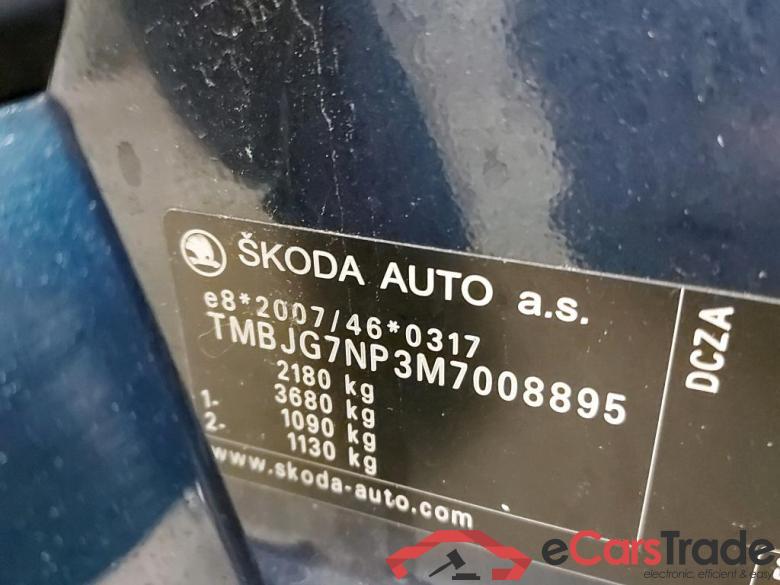 ŠKODA AUTO a.s.
e8*2007/46*0317
TMBJG7NP3M7008895
2180 kg
3680 kg
1- 1090 kg
2- 1130 kg
www.skoda-auto.com
DCZA
eCarsTrade
electronic, efficient & easy